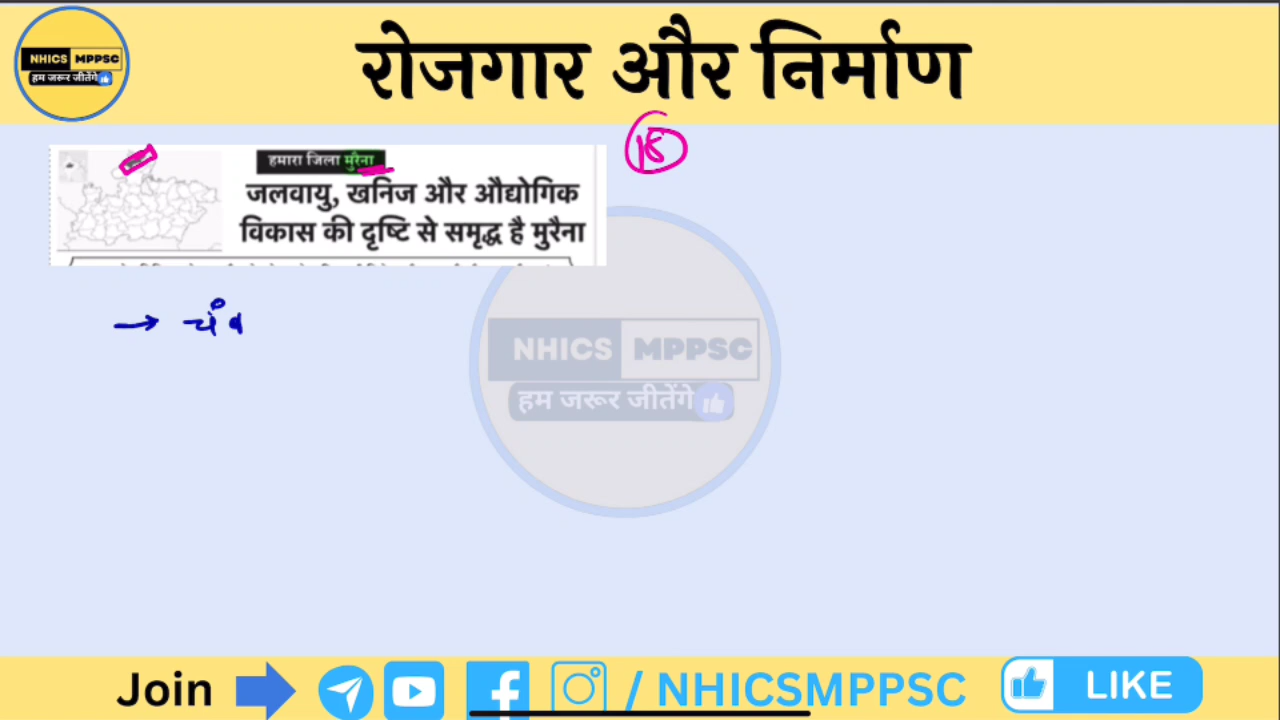 NHICS MPPSC
हम जरूर जीतेंगे
रोजगार और निर्माण
हमारा जिला मुरैना
जलवायु, खनिज और औद्योगिक
विकास की दृष्टि से समृद्ध है मुरैना
→ चंब
NHICS MPPSC
हम जरूर जीतेंगे
Join / NHICSMPPSC LIKE